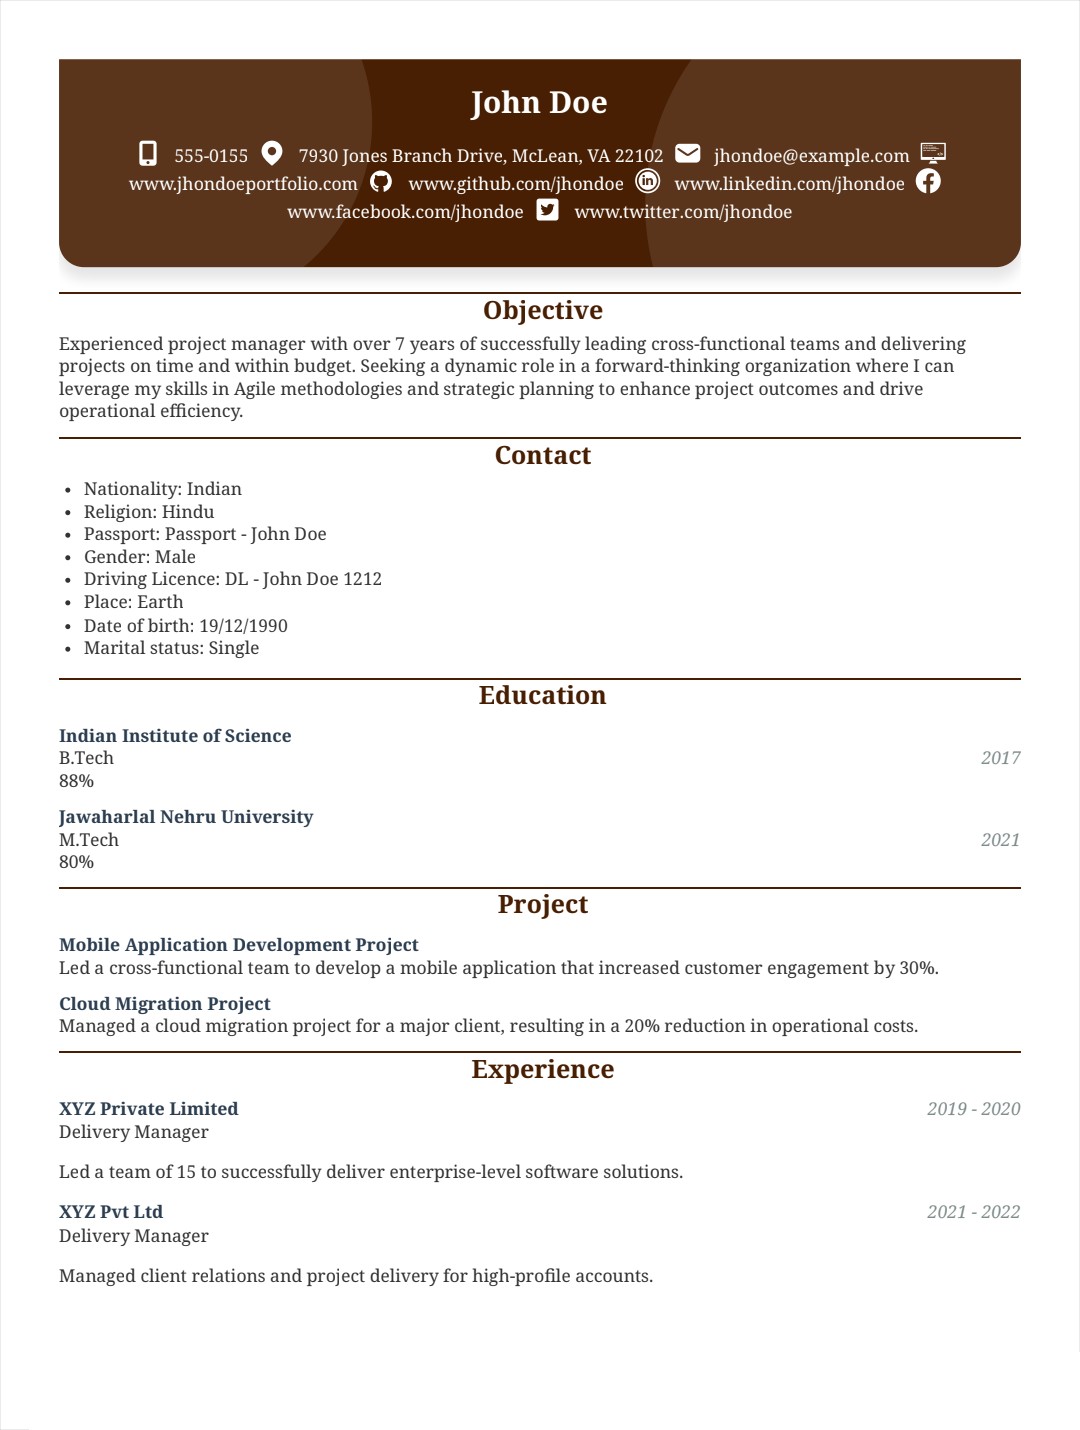 John Doe
555-0155 7930 Jones Branch Drive, McLean, VA 22102 jhondoe@example.com
www.jhondoeportfolio.com www.github.com/jhondoe www.linkedin.com/jhondoe
www.facebook.com/jhondoe www.twitter.com/jhondoe
Objective
Experienced project manager with over 7 years of successfully leading cross-functional teams and delivering
projects on time and within budget. Seeking a dynamic role in a forward-thinking organization where I can
leverage my skills in Agile methodologies and strategic planning to enhance project outcomes and drive
operational efficiency.
Contact
• Nationality: Indian
• Religion: Hindu
• Passport: Passport - John Doe
• Gender: Male
• Driving Licence: DL - John Doe 1212
• Place: Earth
• Date of birth: 19/12/1990
• Marital status: Single
Education
Indian Institute of Science
B.Tech 2017
88%
Jawaharlal Nehru University
M.Tech 2021
80%
Project
Mobile Application Development Project
Led a cross-functional team to develop a mobile application that increased customer engagement by 30%.
Cloud Migration Project
Managed a cloud migration project for a major client, resulting in a 20% reduction in operational costs.
Experience
XYZ Private Limited 2019 - 2020
Delivery Manager
Led a team of 15 to successfully deliver enterprise-level software solutions.
XYZ Pvt Ltd 2021 - 2022
Delivery Manager
Managed client relations and project delivery for high-profile accounts.